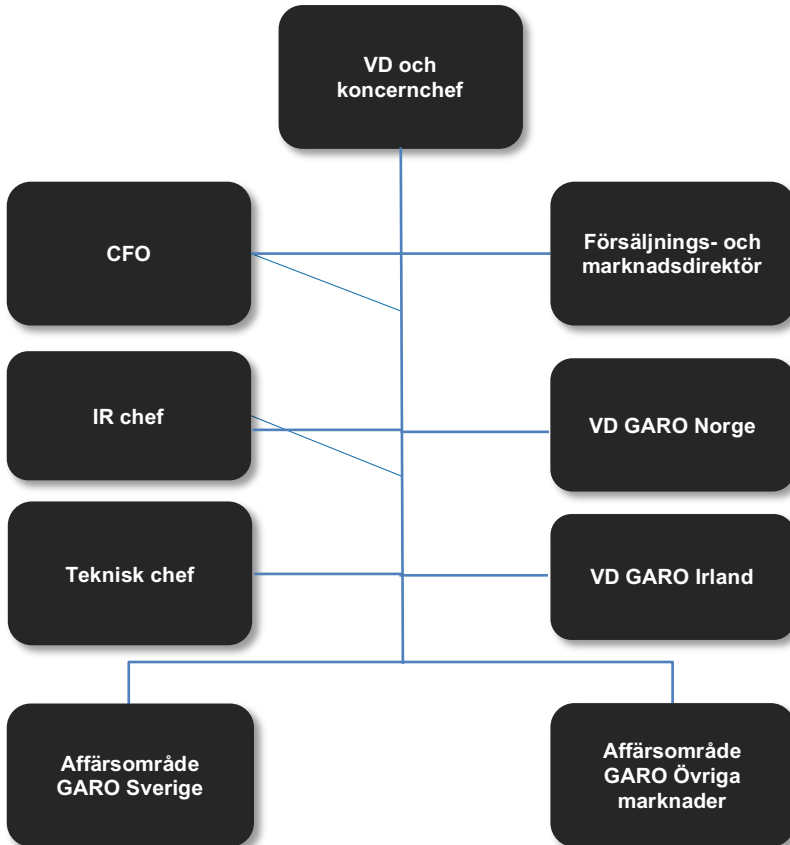 VD och
koncernchef
CFO
Försäljnings- och
marknadsdirektör
IR chef
VD GARO Norge
Teknisk chef
VD GARO Irland
Affärsområde
GARO Sverige
Affärsområde
GARO Övriga
marknader